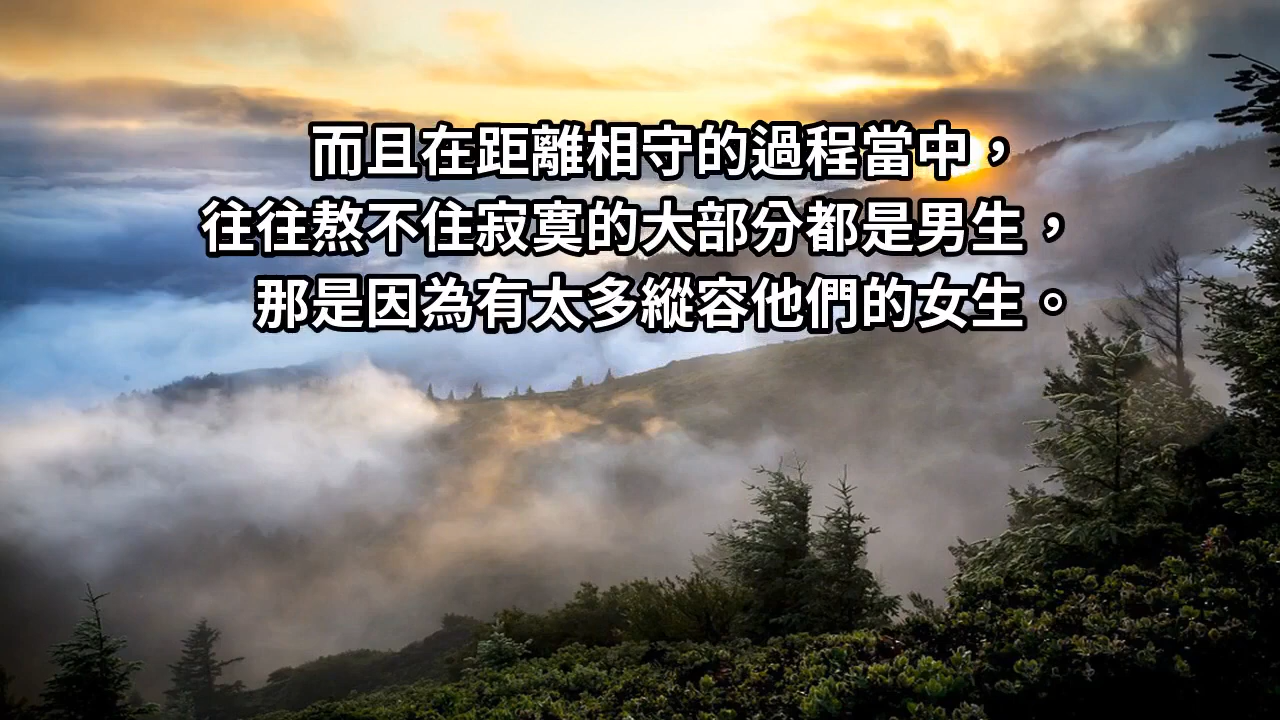 而且在距離相守的過程當中，
往往熬不住寂寞的大部分都是男生，
那是因為有太多縱容他們的女生。